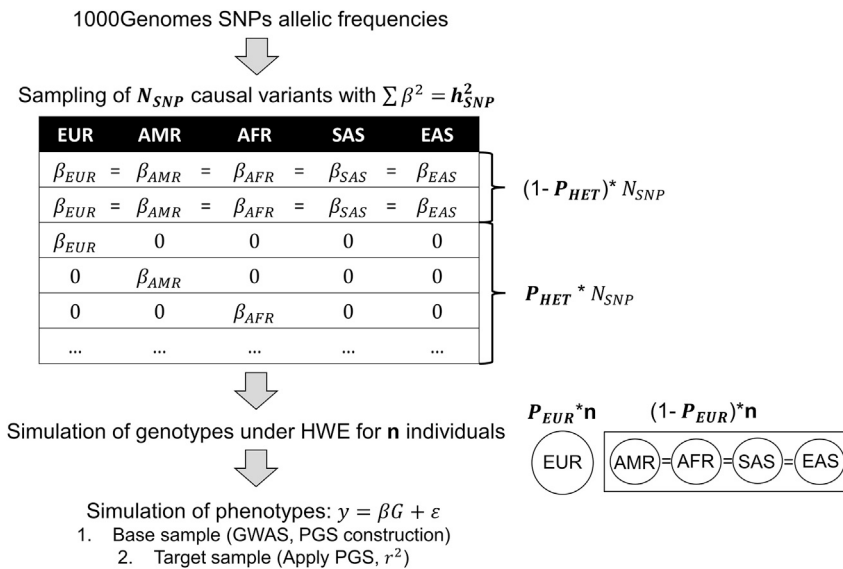 1000Genomes SNPs allelic frequencies
Sampling of N_SNP causal variants with ∑ β² = h²_SNP
EUR AMR AFR SAS EAS
β_EUR = β_AMR = β_AFR = β_SAS = β_EAS
β_EUR = β_AMR = β_AFR = β_SAS = β_EAS
(1- P_HET)* N_SNP
β_EUR 0 0 0 0
0 β_AMR 0 0 0
0 0 β_AFR 0 0
... ... ... ... ...
P_HET * N_SNP
Simulation of genotypes under HWE for n individuals
P_EUR*n (1- P_EUR)*n
EUR AMR=AFR=SAS=EAS
Simulation of phenotypes: y = βG + ε
1. Base sample (GWAS, PGS construction)
2. Target sample (Apply PGS, r²)